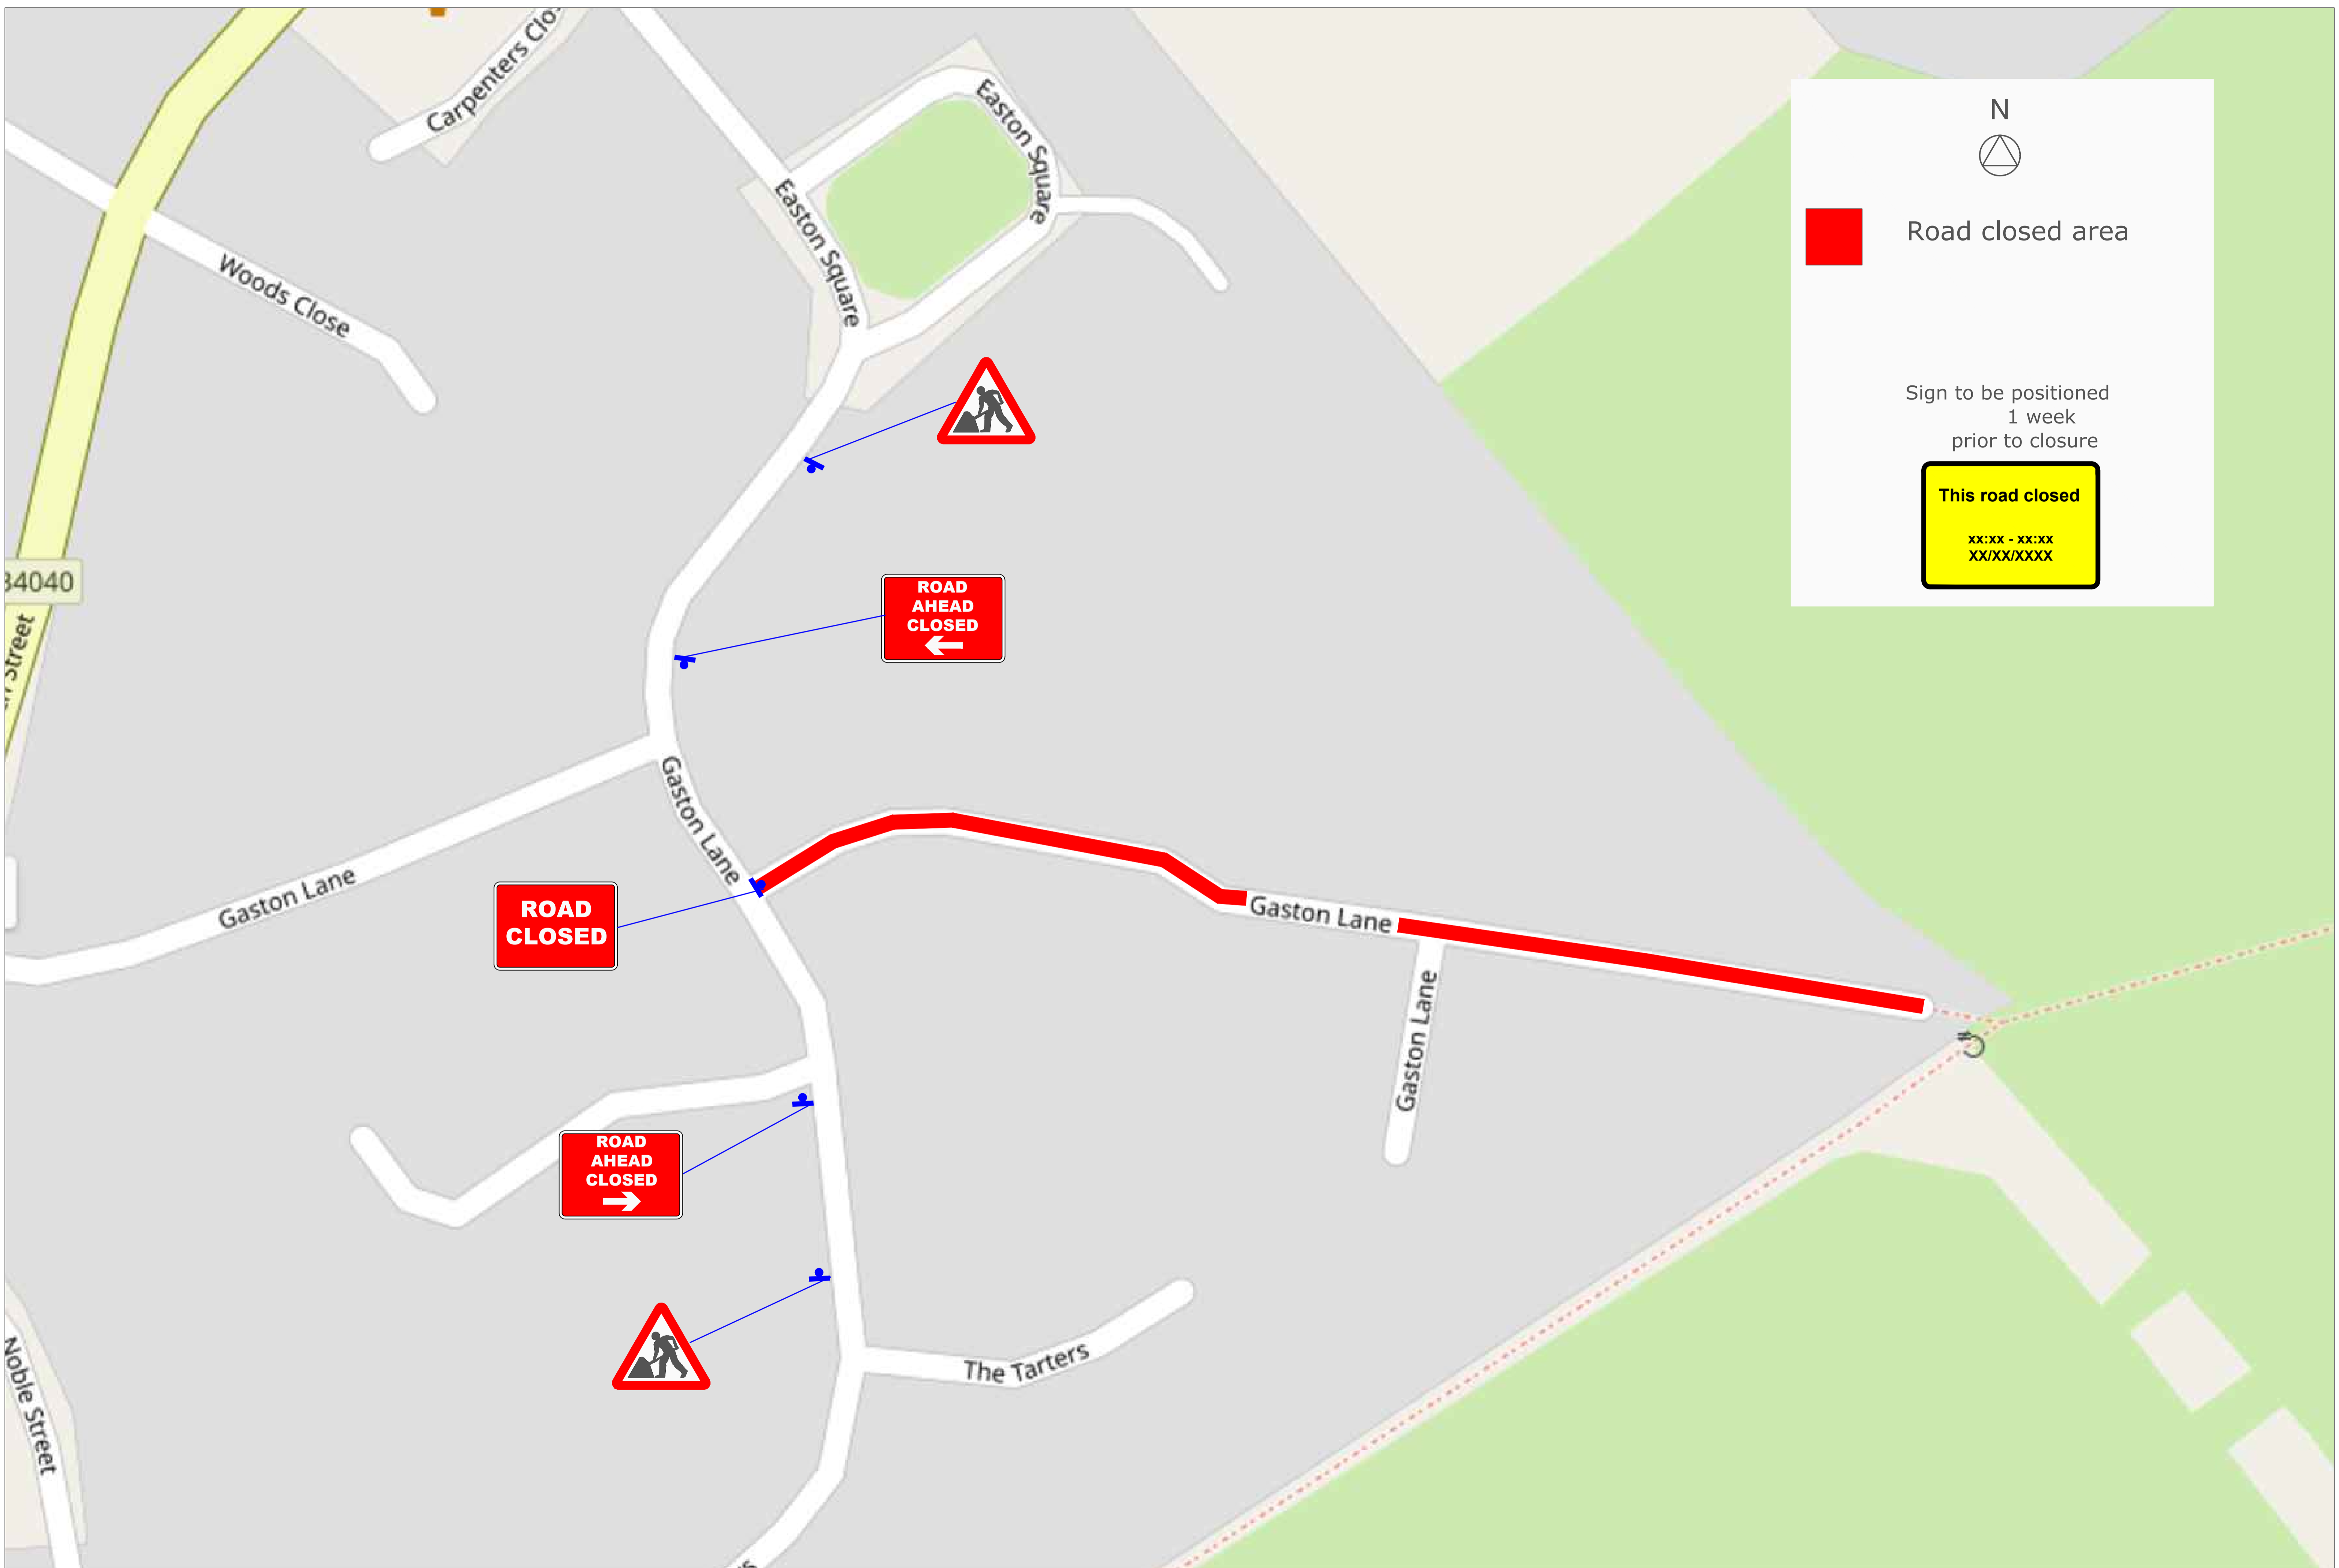 Carpenters Clo
Easton Square
Easton Square
Woods Close
N
Road closed area
Sign to be positioned
1 week
prior to closure
This road closed
xx:xx - xx:xx
XX/XX/XXXX
34040
Street
ROAD
AHEAD
CLOSED
Gaston Lane
Gaston Lane
ROAD
CLOSED
Gaston Lane
Gaston Lane
ROAD
AHEAD
CLOSED
The Tarters
Noble Street